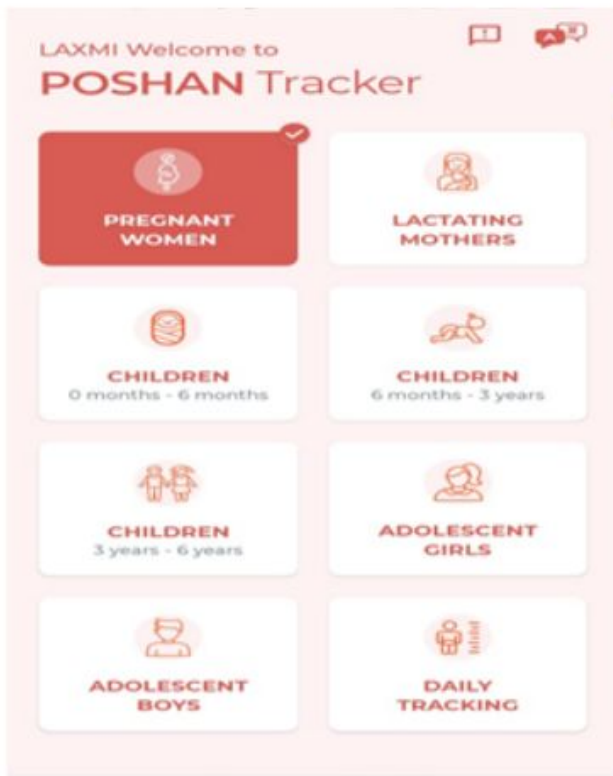 LAXMI Welcome to
POSHAN Tracker
PREGNANT
WOMEN
LACTATING
MOTHERS
CHILDREN
0 months - 6 months
CHILDREN
6 months - 3 years
CHILDREN
3 years - 6 years
ADOLESCENT
GIRLS
ADOLESCENT
BOYS
DAILY
TRACKING